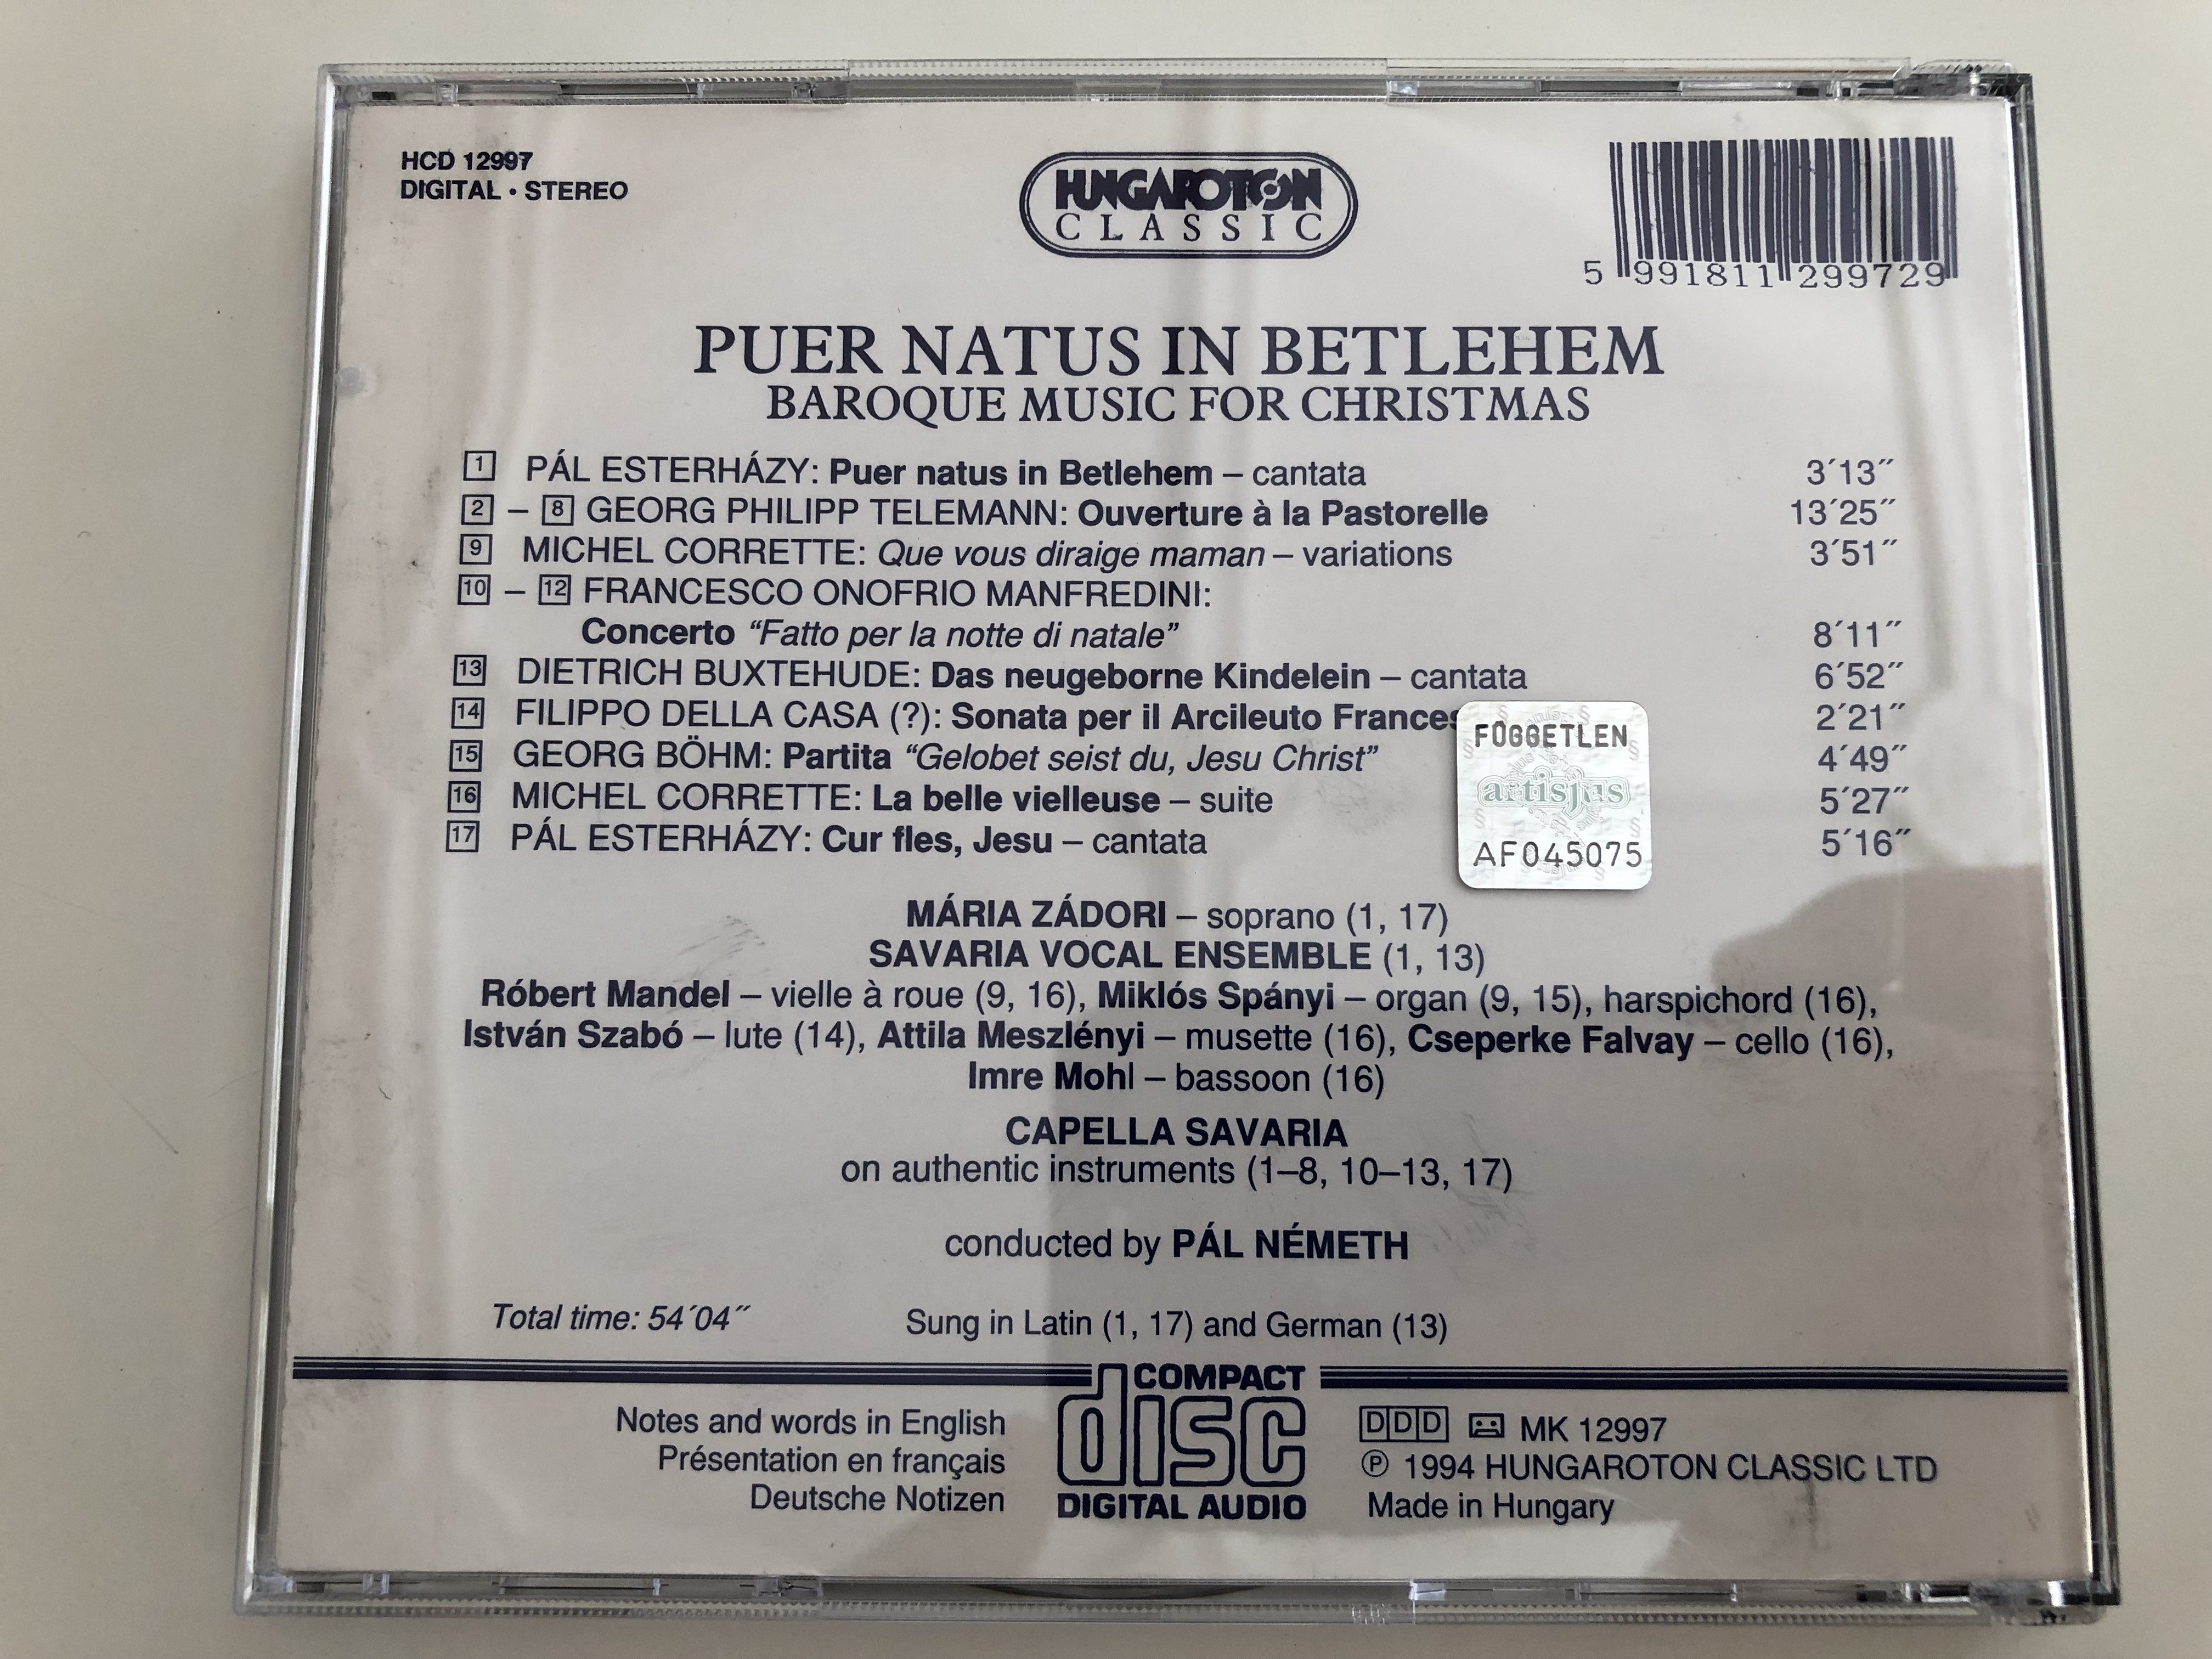 HCD 12997
DIGITAL • STEREO
HUNGAROTON
CLASSIC
5 991811 299729
PUER NATUS IN BETLEHEM
BAROQUE MUSIC FOR CHRISTMAS
1 PÁL ESTERHÁZY: Puer natus in Betlehem – cantata 3´13˝
2 – 8 GEORG PHILIPP TELEMANN: Ouverture à la Pastorelle 13´25˝
9 MICHEL CORRETTE: Que vous diraige maman – variations 3´51˝
10 – 12 FRANCESCO ONOFRIO MANFREDINI:
Concerto “Fatto per la notte di natale” 8´11˝
13 DIETRICH BUXTEHUDE: Das neugeborne Kindelein – cantata 6´52˝
14 FILIPPO DELLA CASA (?): Sonata per il Arcileuto 2´21˝
15 GEORG BÖHM: Partita “Gelobet seist du, Jesu Christ” 4´49˝
16 MICHEL CORRETTE: La belle vielleuse – suite 5´27˝
17 PÁL ESTERHÁZY: Cur fles, Jesu – cantata 5´16˝
FÜGGETLEN
artisjus
AF045075
MÁRIA ZÁDORI – soprano (1, 17)
SAVARIA VOCAL ENSEMBLE (1, 13)
Róbert Mandel – vielle à roue (9, 16), Miklós Spányi – organ (9, 15), harspichord (16),
István Szabó – lute (14), Attila Meszlényi – musette (16), Cseperke Falvay – cello (16),
Imre Mohl – bassoon (16)
CAPELLA SAVARIA
on authentic instruments (1–8, 10–13, 17)
conducted by PÁL NÉMETH
Total time: 54´04˝ Sung in Latin (1, 17) and German (13)
Notes and words in English
Présentation en français
Deutsche Notizen
COMPACT
disc
DIGITAL AUDIO
DDD MK 12997
Ⓟ 1994 HUNGAROTON CLASSIC LTD
Made in Hungary